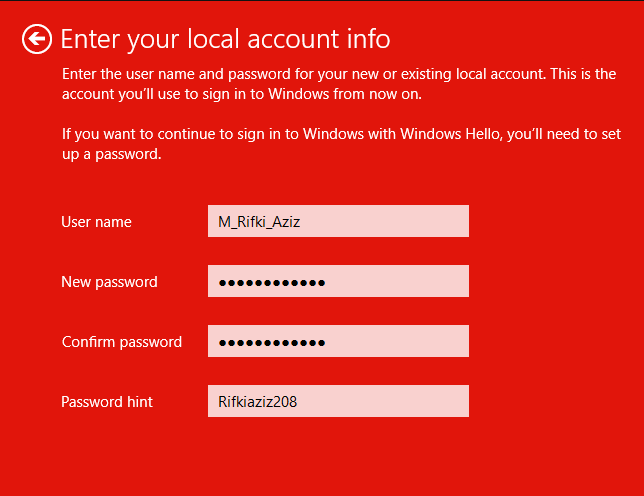 Enter your local account info
Enter the user name and password for your new or existing local account. This is the
account you’ll use to sign in to Windows from now on.
If you want to continue to sign in to Windows with Windows Hello, you’ll need to set
up a password.
User name M_Rifki_Aziz
New password ●●●●●●●●●●●●
Confirm password ●●●●●●●●●●●●
Password hint Rifkiaziz208